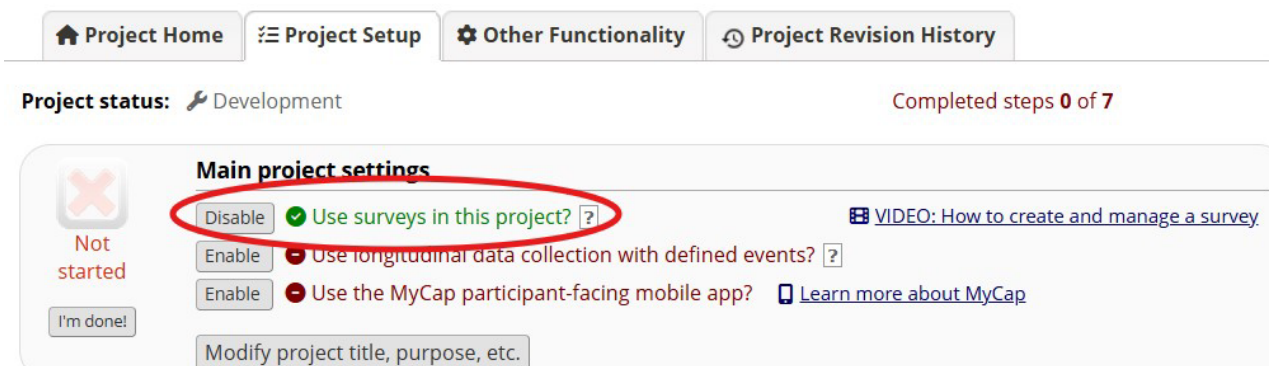 Project Home Project Setup Other Functionality Project Revision History
Project status: Development Completed steps 0 of 7
Main project settings
Disable Use surveys in this project? ? VIDEO: How to create and manage a survey
Not
started
Enable Use longitudinal data collection with defined events? ?
Enable Use the MyCap participant-facing mobile app? Learn more about MyCap
I'm done!
Modify project title, purpose, etc.